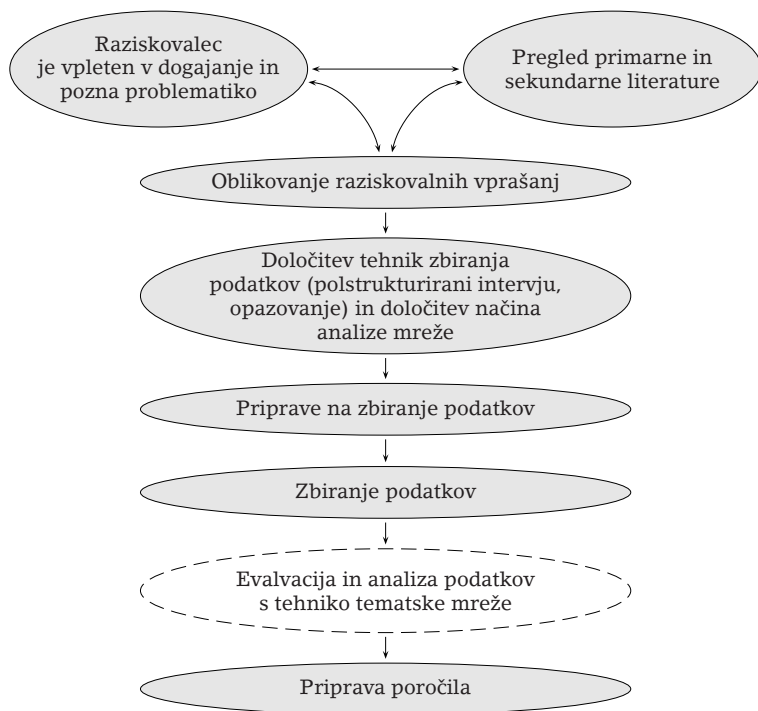 Raziskovalec
je vpleten v dogajanje in
pozna problematiko
Pregled primarne in
sekundarne literature
Oblikovanje raziskovalnih vprašanj
Določitev tehnik zbiranja
podatkov (polstrukturirani intervju,
opazovanje) in določitev načina
analize mreže
Priprave na zbiranje podatkov
Zbiranje podatkov
Evalvacija in analiza podatkov
s tehniko tematske mreže
Priprava poročila